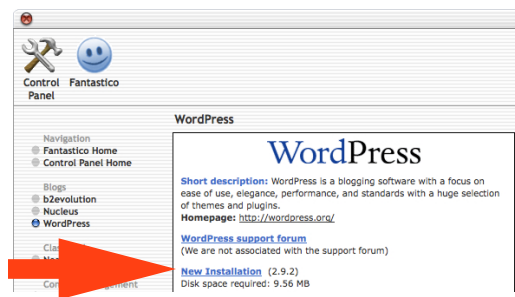 Control
Panel
Fantastico
WordPress
Navigation
Fantastico Home
Control Panel Home
Blogs
b2evolution
Nucleus
WordPress
WordPress
Short description: WordPress is a blogging software with a focus on
ease of use, elegance, performance, and standards with a huge selection
of themes and plugins.
Homepage: http://wordpress.org/
WordPress support forum
(We are not associated with the support forum)
New Installation (2.9.2)
Disk space required: 9.56 MB